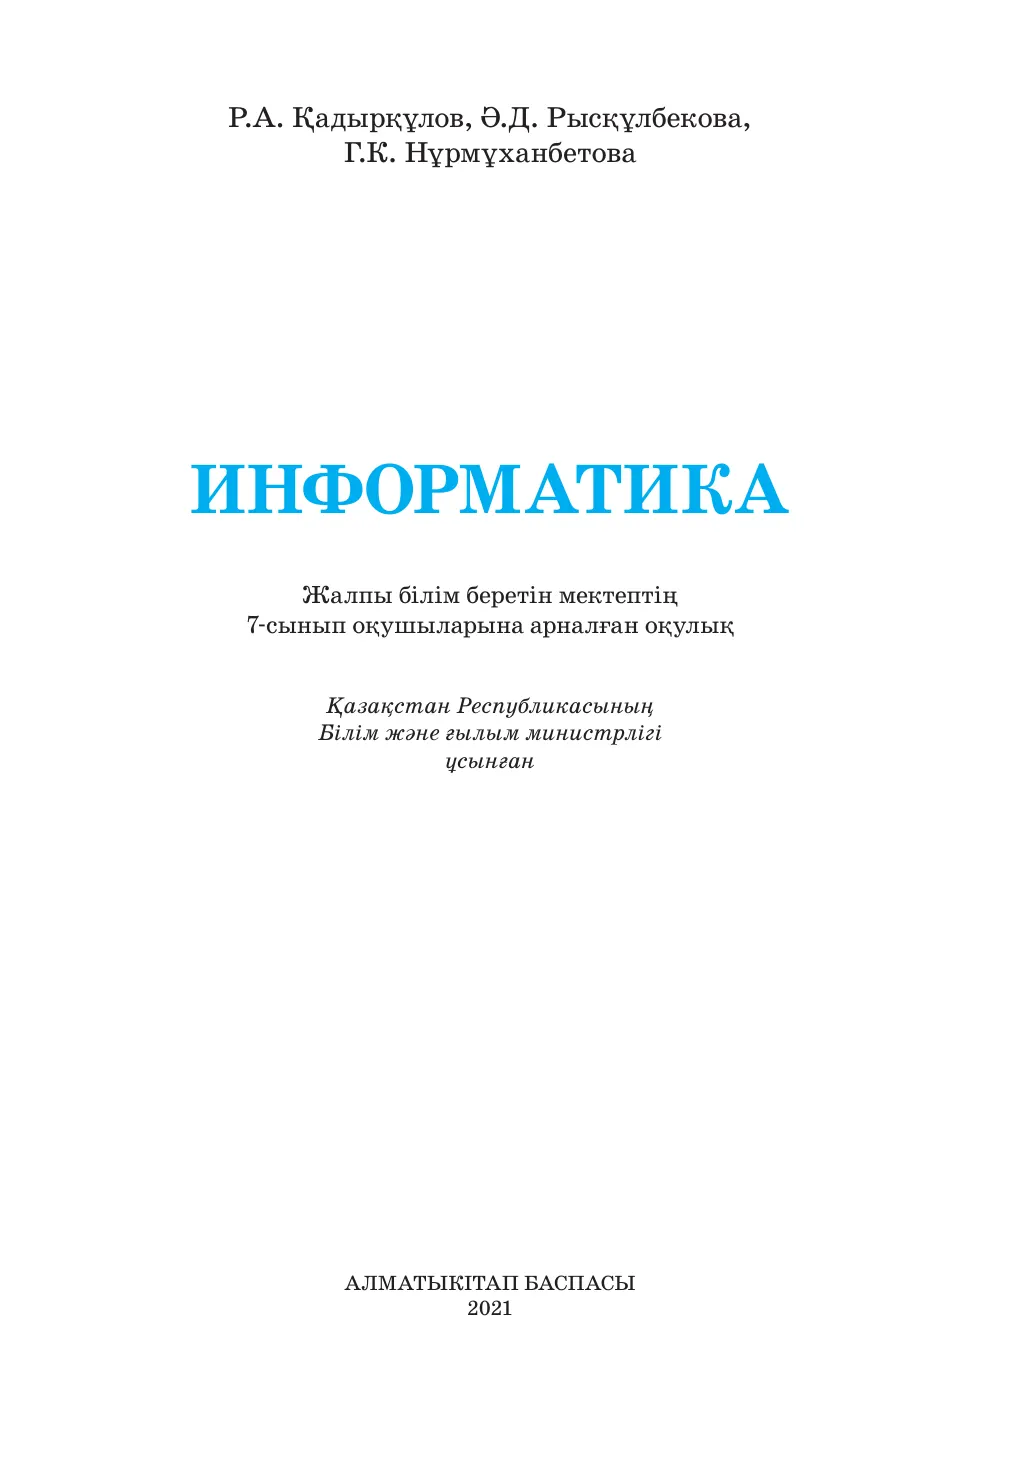 Р.А. Қадырқұлов, Ә.Д. Рысқұлбекова,
Г.К. Нұрмұханбетова
ИНФОРМАТИКА
Жалпы білім беретін мектептің
7-сынып оқушыларына арналған оқулық
Қазақстан Республикасының
Білім және ғылым министрлігі
ұсынған
АЛМАТЫКІТАП БАСПАСЫ
2021